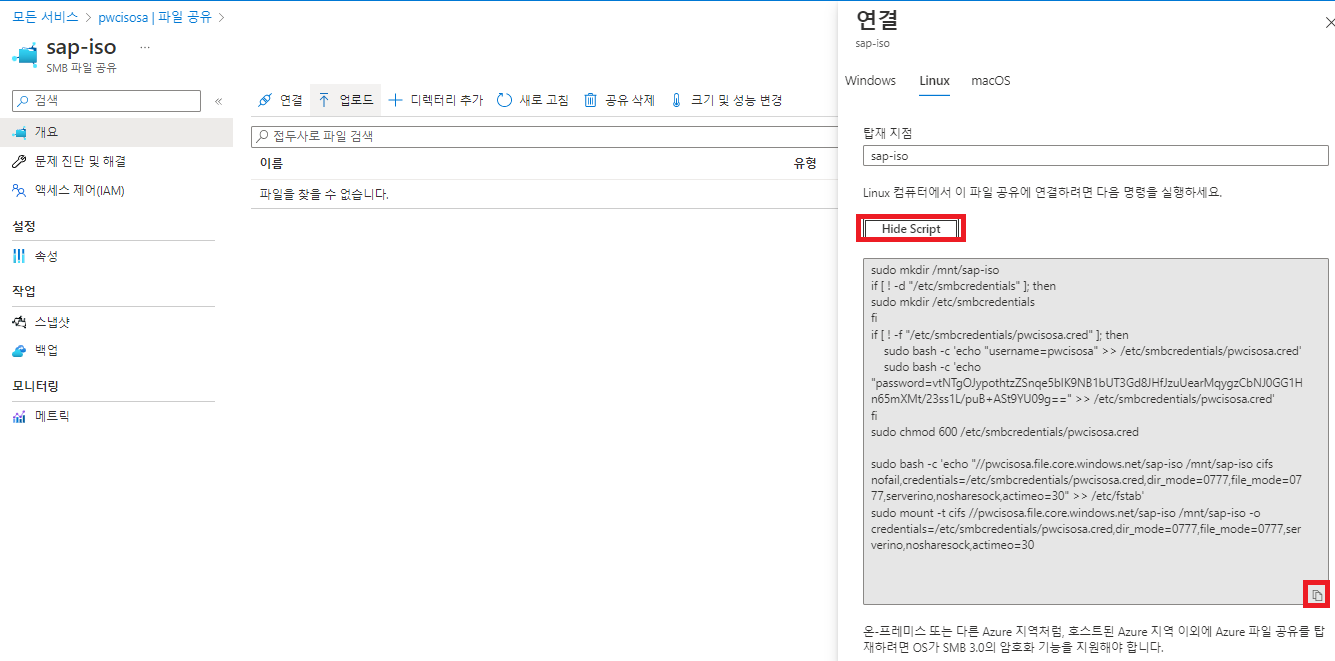 모든 서비스 > pwcisosa | 파일 공유 >
sap-iso ...
SMB 파일 공유
검색 «
개요
문제 진단 및 해결
액세스 제어(IAM)
설정
속성
작업
스냅샷
백업
모니터링
메트릭
연결 업로드 디렉터리 추가 새로 고침 공유 삭제 크기 및 성능 변경
접두사로 파일 검색
이름 유형
파일을 찾을 수 없습니다.
연결
sap-iso
Windows Linux macOS
탑재 지점
sap-iso
Linux 컴퓨터에서 이 파일 공유에 연결하려면 다음 명령을 실행하세요.
Hide Script
sudo mkdir /mnt/sap-iso
if [ ! -d "/etc/smbcredentials" ]; then
sudo mkdir /etc/smbcredentials
fi
if [ ! -f "/etc/smbcredentials/pwcisosa.cred" ]; then
sudo bash -c 'echo "username=pwcisosa" >> /etc/smbcredentials/pwcisosa.cred'
sudo bash -c 'echo
"password=vtNTgOJypothtzZSnqe5bIK9NB1bUT3Gd8JHfJzuUearMqygzCbNJ0GG1H
n65mXMt/23ss1L/puB+ASt9YU09g==" >> /etc/smbcredentials/pwcisosa.cred'
fi
sudo chmod 600 /etc/smbcredentials/pwcisosa.cred
sudo bash -c 'echo "//pwcisosa.file.core.windows.net/sap-iso /mnt/sap-iso cifs
nofail,credentials=/etc/smbcredentials/pwcisosa.cred,dir_mode=0777,file_mode=07
77,serverino,nosharesock,actimeo=30" >> /etc/fstab'
sudo mount -t cifs //pwcisosa.file.core.windows.net/sap-iso /mnt/sap-iso -o
credentials=/etc/smbcredentials/pwcisosa.cred,dir_mode=0777,file_mode=0777,ser
verino,nosharesock,actimeo=30
온-프레미스 또는 다른 Azure 지역처럼, 호스트된 Azure 지역 이외에 Azure 파일 공유를 탑
재하려면 OS가 SMB 3.0의 암호화 기능을 지원해야 합니다.